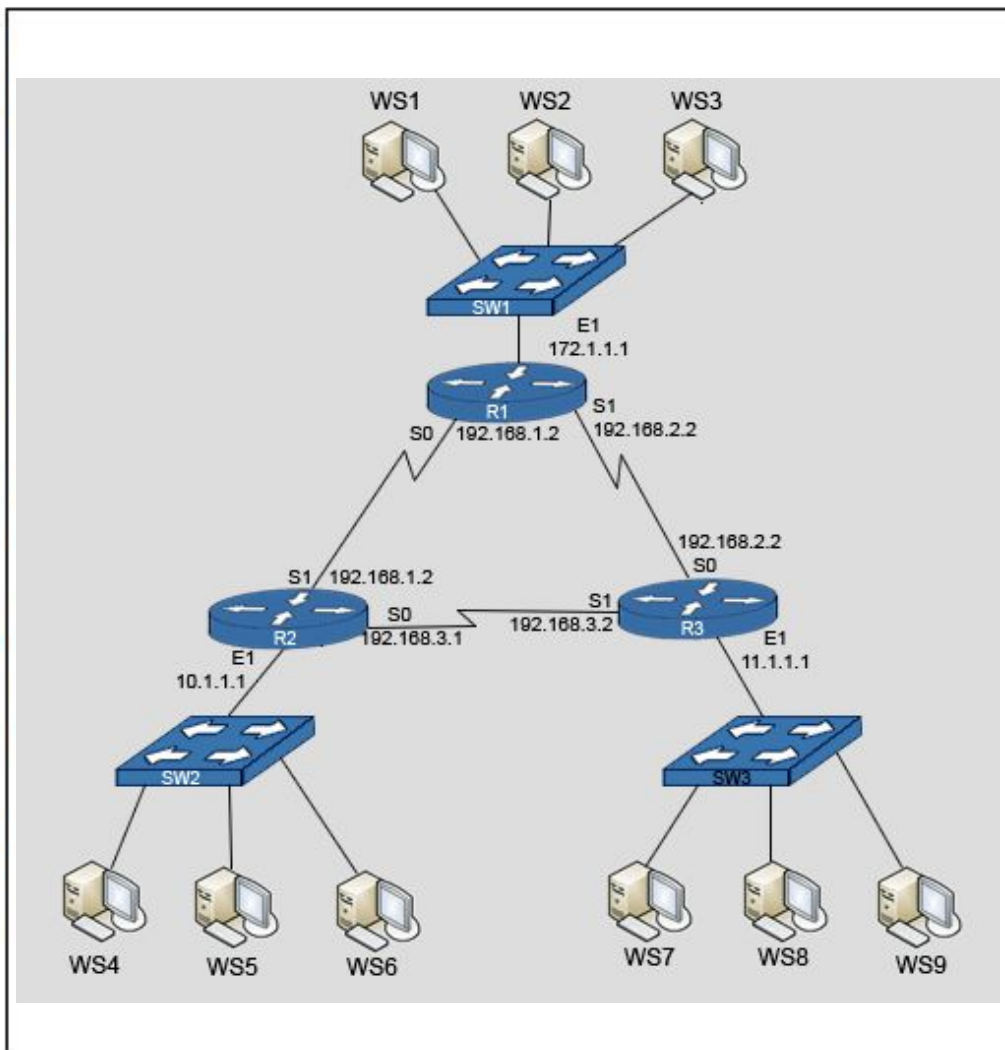 WS1
WS2
WS3
SW1
E1
172.1.1.1
R1
S0
192.168.1.2
S1
192.168.2.2
192.168.2.2
S0
S1
192.168.1.2
R2
S0
192.168.3.1
S1
192.168.3.2
R3
E1
10.1.1.1
E1
11.1.1.1
SW2
SW3
WS4
WS5
WS6
WS7
WS8
WS9